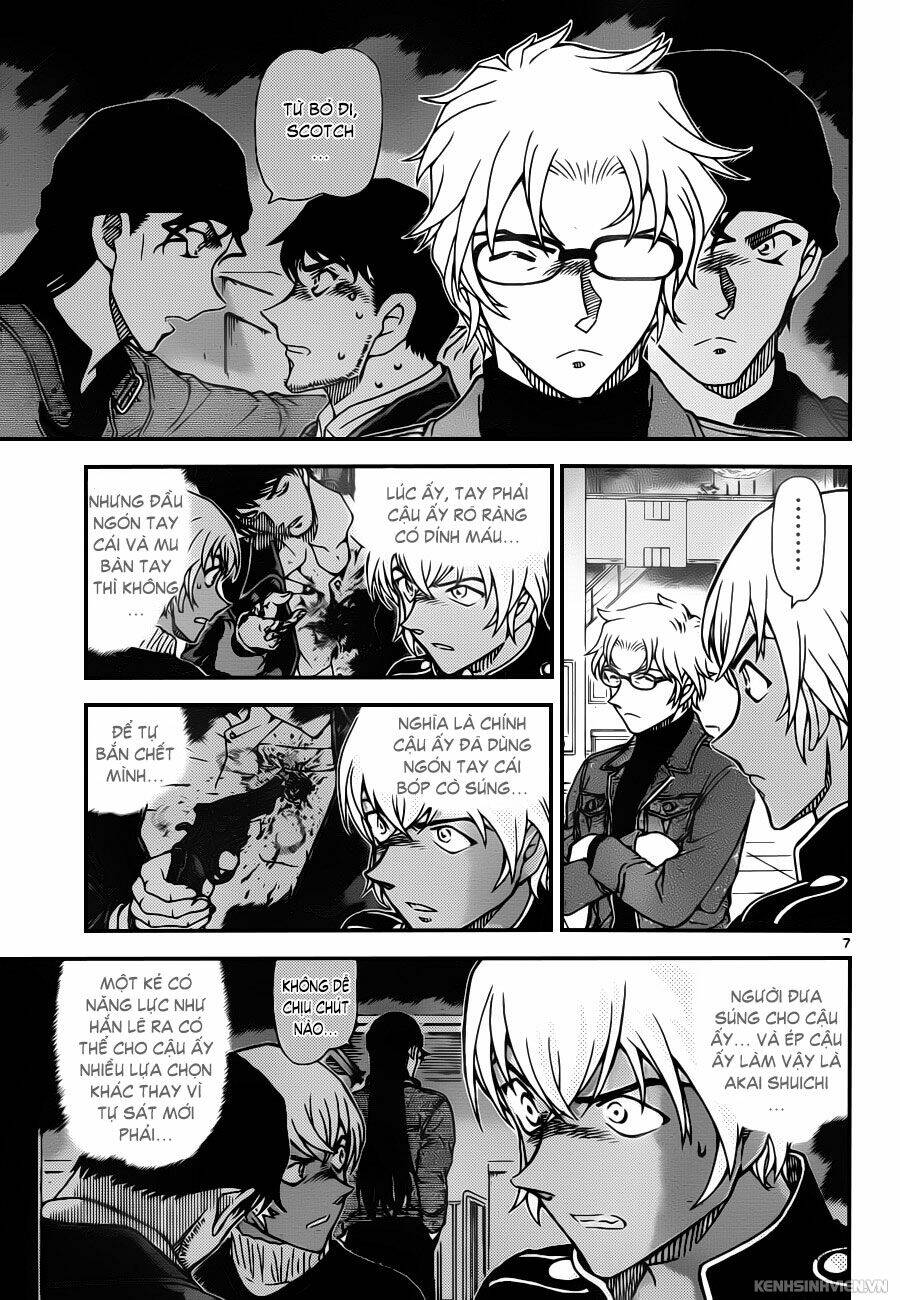 TỪ BỎ ĐI,
SCOTCH
...
.......
LÚC ẤY, TAY PHẢI
CẬU ẤY RÕ RÀNG
CÓ DÍNH MÁU...
NHƯNG ĐẦU
NGÓN TAY
CÁI VÀ MU
BÀN TAY
THÌ KHÔNG
...
NGHĨA LÀ CHÍNH
CẬU ẤY ĐÃ DÙNG
NGÓN TAY CÁI
BÓP CÒ SÚNG...
ĐỂ TỰ
BẮN CHẾT
MÌNH...
7
NGƯỜI ĐƯA
SÚNG CHO CẬU
ẤY... VÀ ÉP CẬU
ẤY LÀM VẬY LÀ
AKAI SHUICHI
...
KHÔNG DỄ
CHỊU CHÚT
NÀO...
MỘT KẺ CÓ
NĂNG LỰC NHƯ
HẮN LẼ RA CÓ
THỂ CHO CẬU ẤY
NHIỀU LỰA CHỌN
KHÁC THAY VÌ
TỰ SÁT MỚI
PHẢI...
KENHSINHVIEN.VN